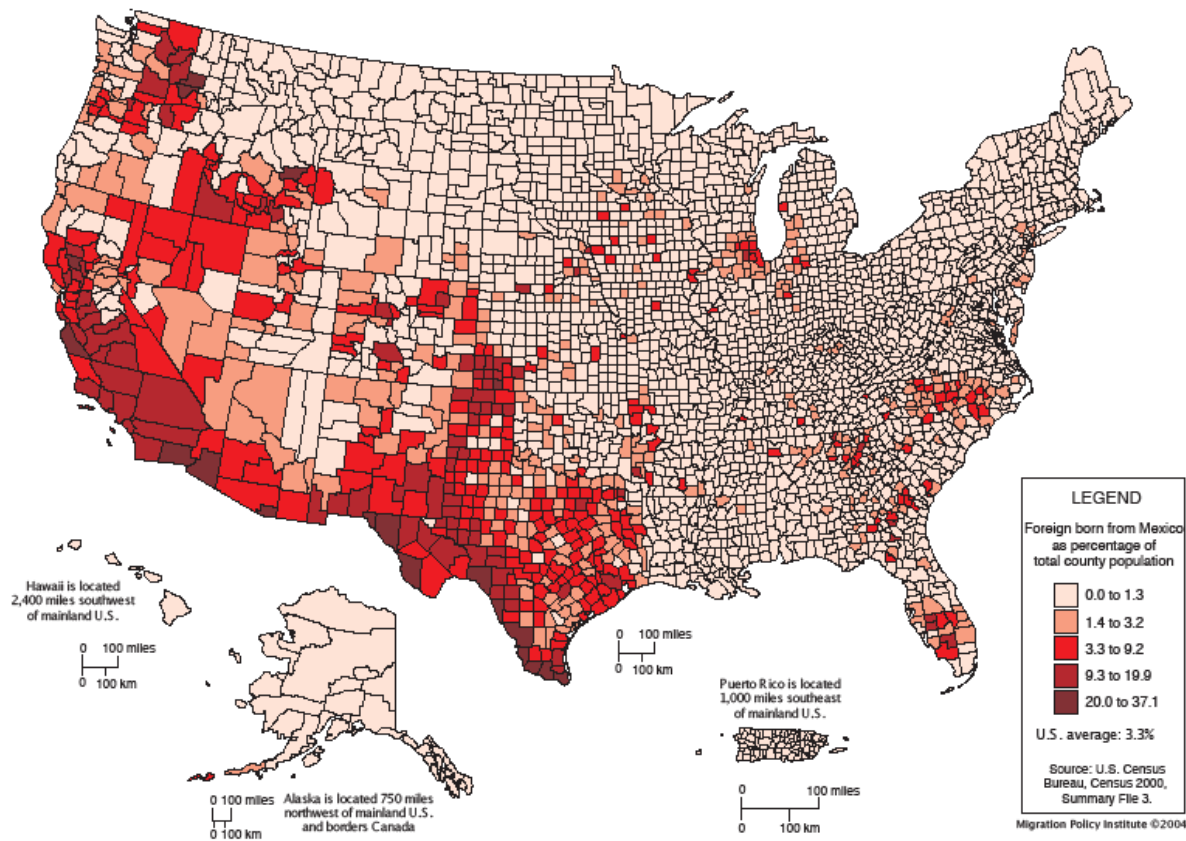 LEGEND
Foreign born from Mexico
as percentage of
total county population
0.0 to 1.3
1.4 to 3.2
3.3 to 9.2
9.3 to 19.9
20.0 to 37.1
U.S. average: 3.3%
Source: U.S. Census
Bureau, Census 2000,
Summary File 3.
Migration Policy Institute ©2004
Hawaii is located
2,400 miles southwest
of mainland U.S.
0 100 miles
0 100 km
0 100 miles
0 100 km
Puerto Rico is located
1,000 miles southeast
of mainland U.S.
0 100 miles
0 100 km
0 100 miles
0 100 km
Alaska is located 750 miles
northwest of mainland U.S.
and borders Canada